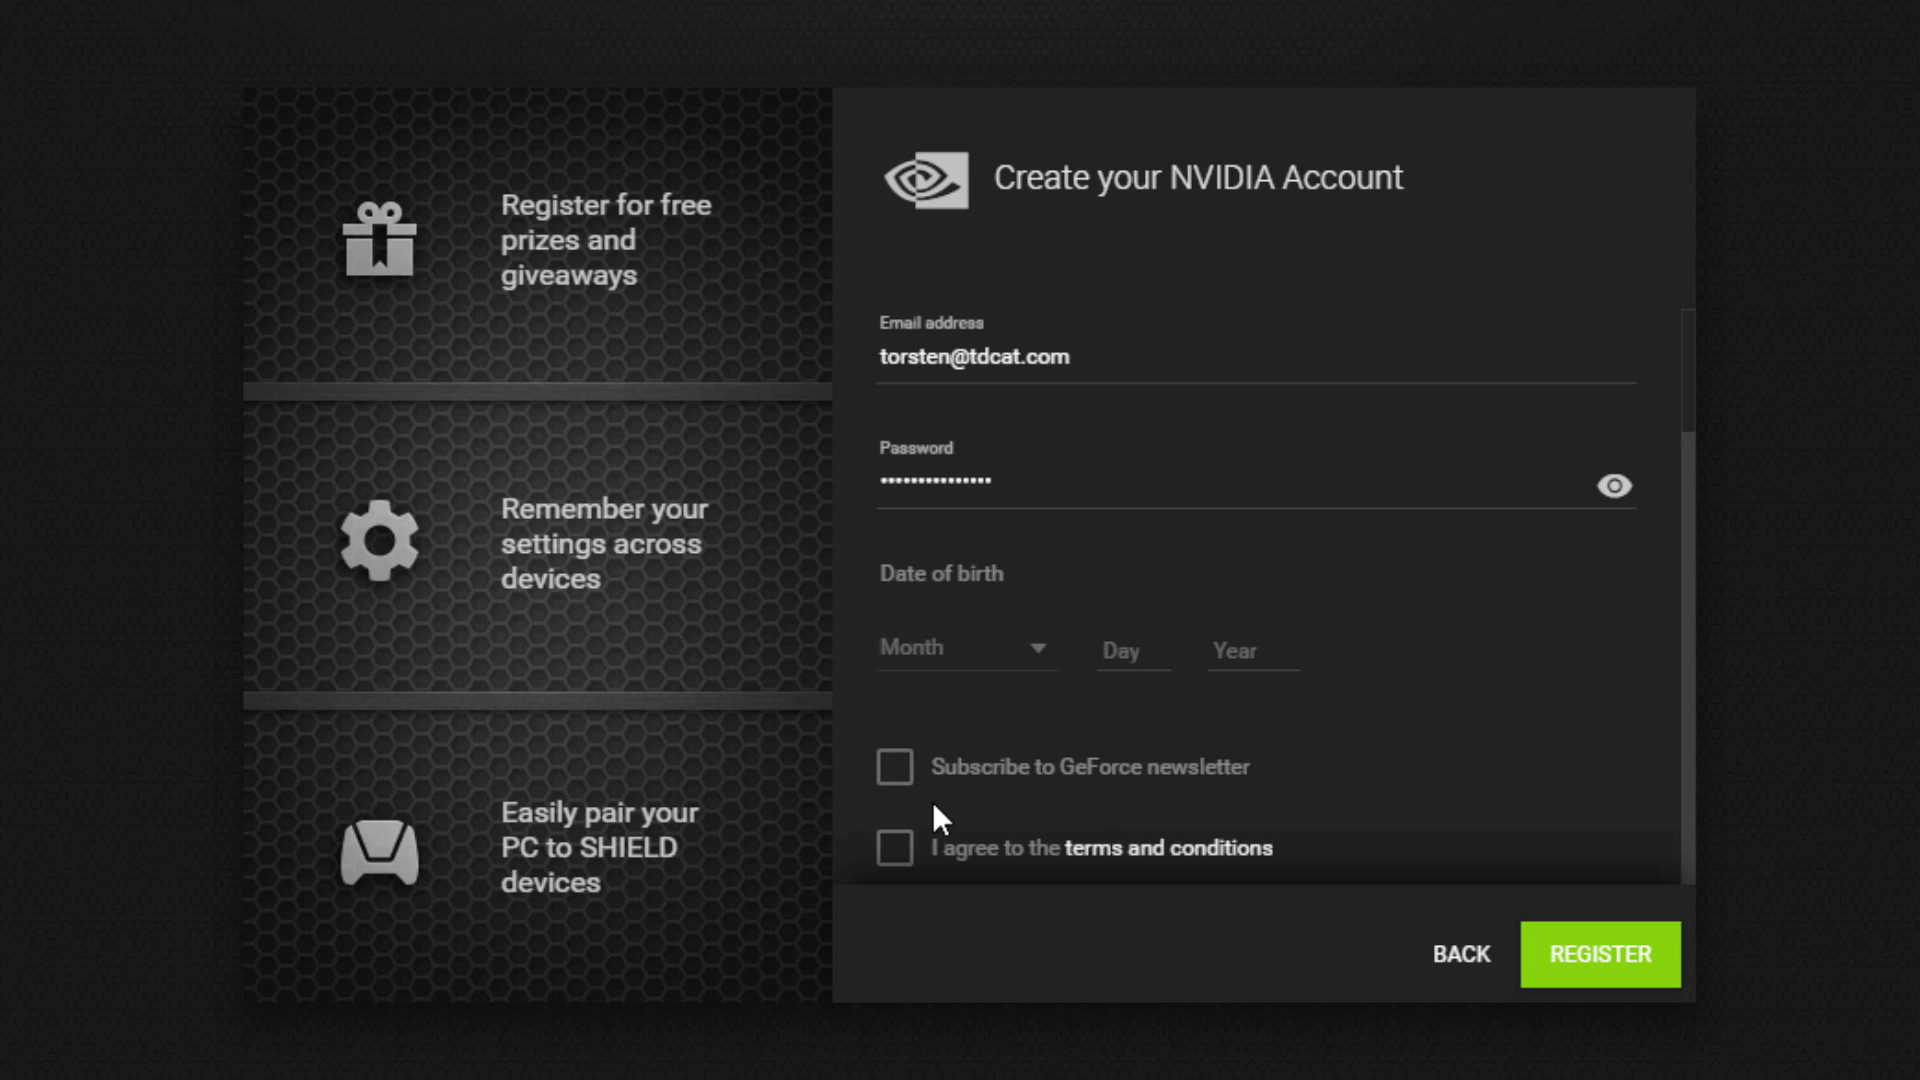 Register for free
prizes and
giveaways
Remember your
settings across
devices
Easily pair your
PC to SHIELD
devices
Create your NVIDIA Account
Email address
torsten@tdcat.com
Password
•••••••••••••••
Date of birth
Month
Day
Year
Subscribe to GeForce newsletter
I agree to the terms and conditions
BACK
REGISTER